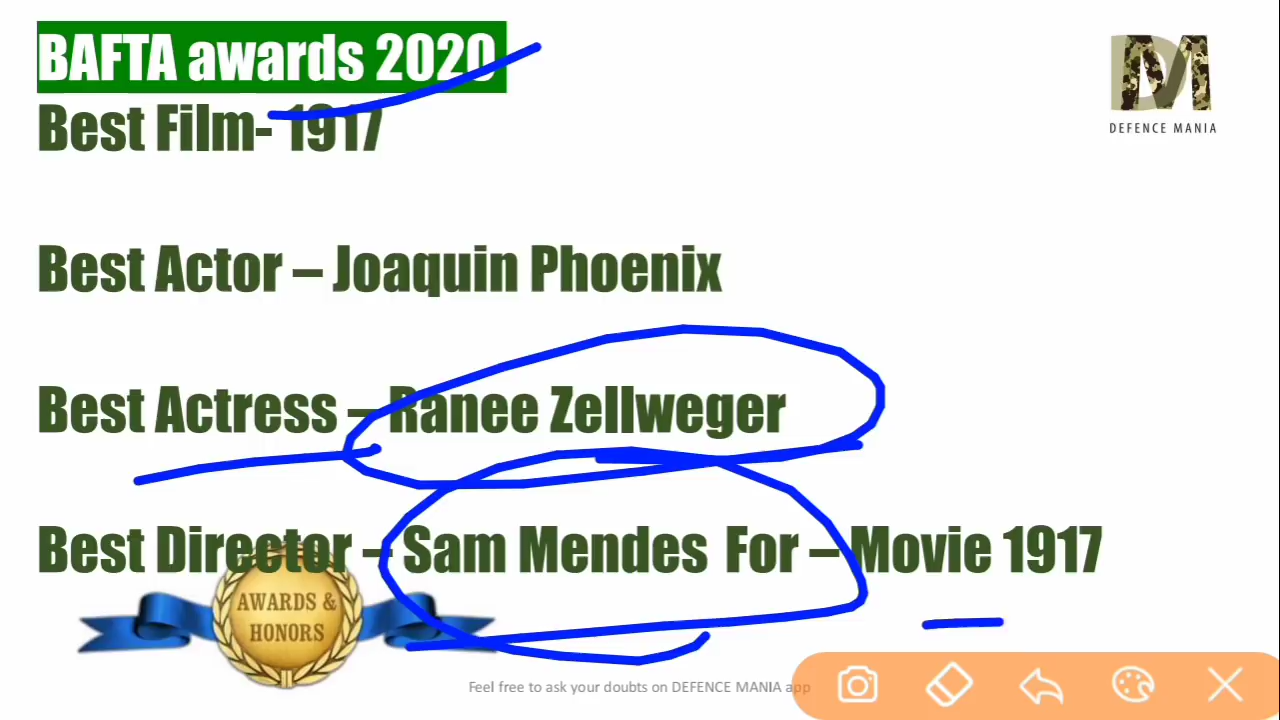 BAFTA awards 2020
DEFENCE MANIA
Best Film- 1917
Best Actor – Joaquin Phoenix
Best Actress – Ranee Zellweger
Best Director – Sam Mendes For – Movie 1917
AWARDS &
HONORS
Feel free to ask your doubts on DEFENCE MANIA app